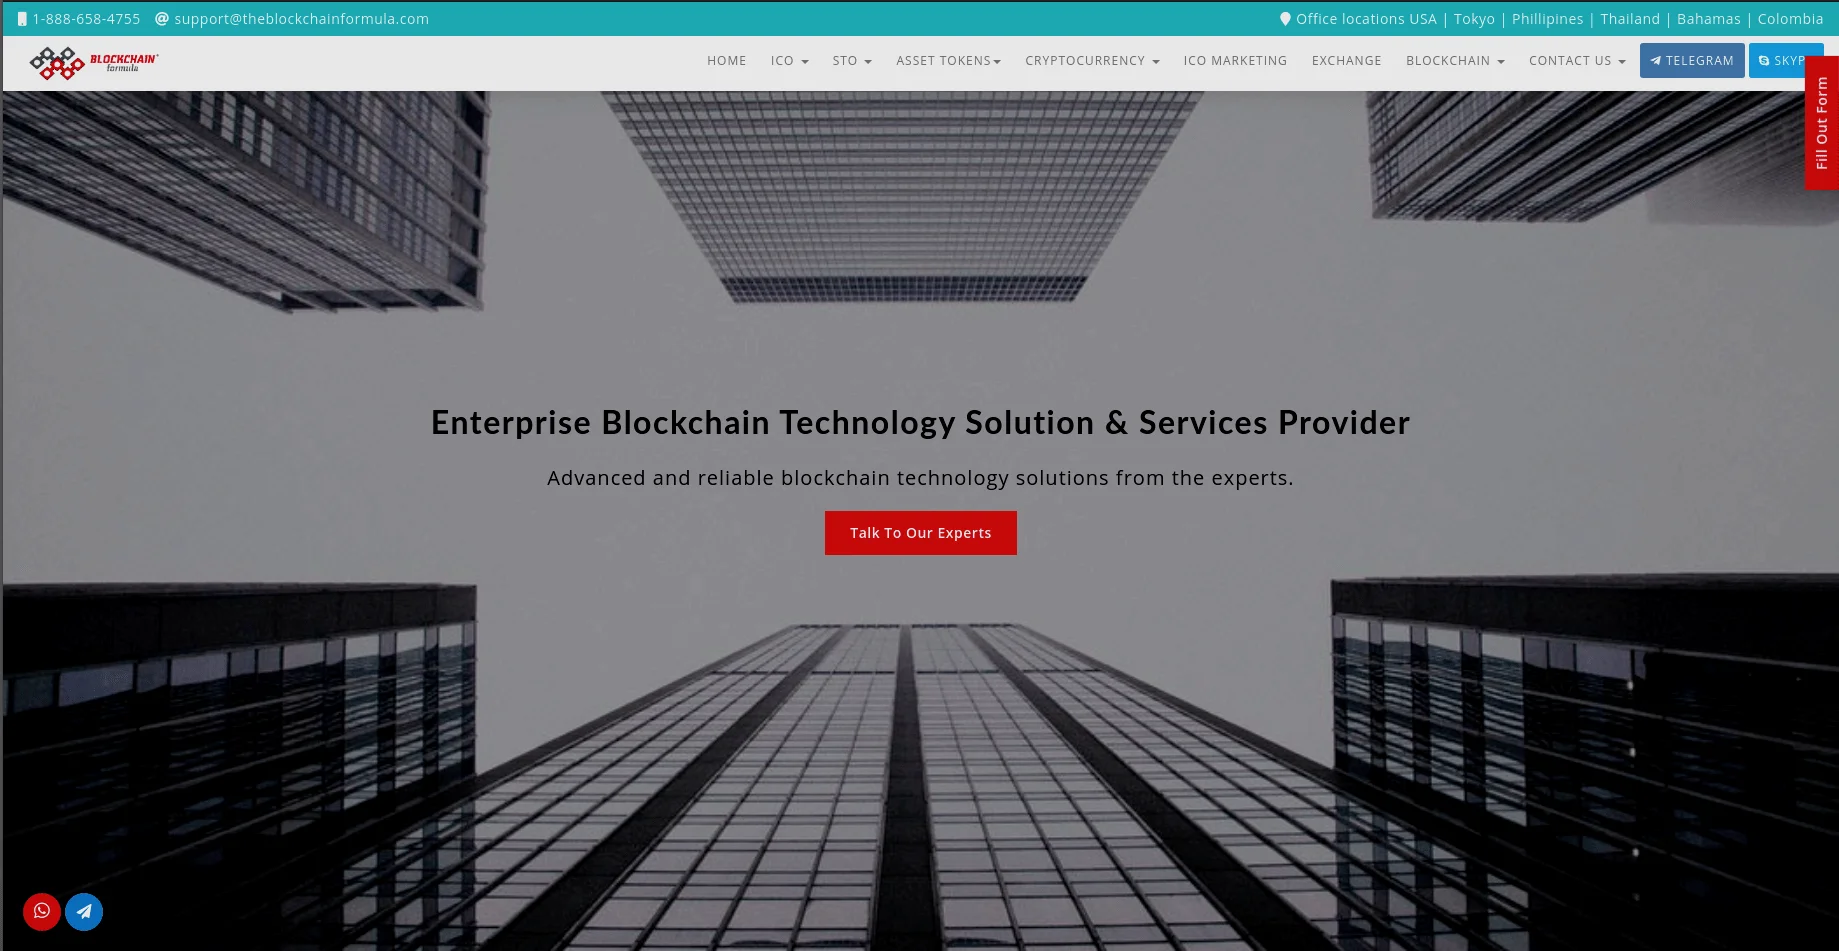 1-888-658-4755 support@theblockchainformula.com Office locations USA | Tokyo | Phillipines | Thailand | Bahamas | Colombia
BLOCKCHAIN
formula
HOME ICO STO ASSET TOKENS CRYPTOCURRENCY ICO MARKETING EXCHANGE BLOCKCHAIN CONTACT US TELEGRAM SKYP
Fill Out Form
Enterprise Blockchain Technology Solution & Services Provider
Advanced and reliable blockchain technology solutions from the experts.
Talk To Our Experts